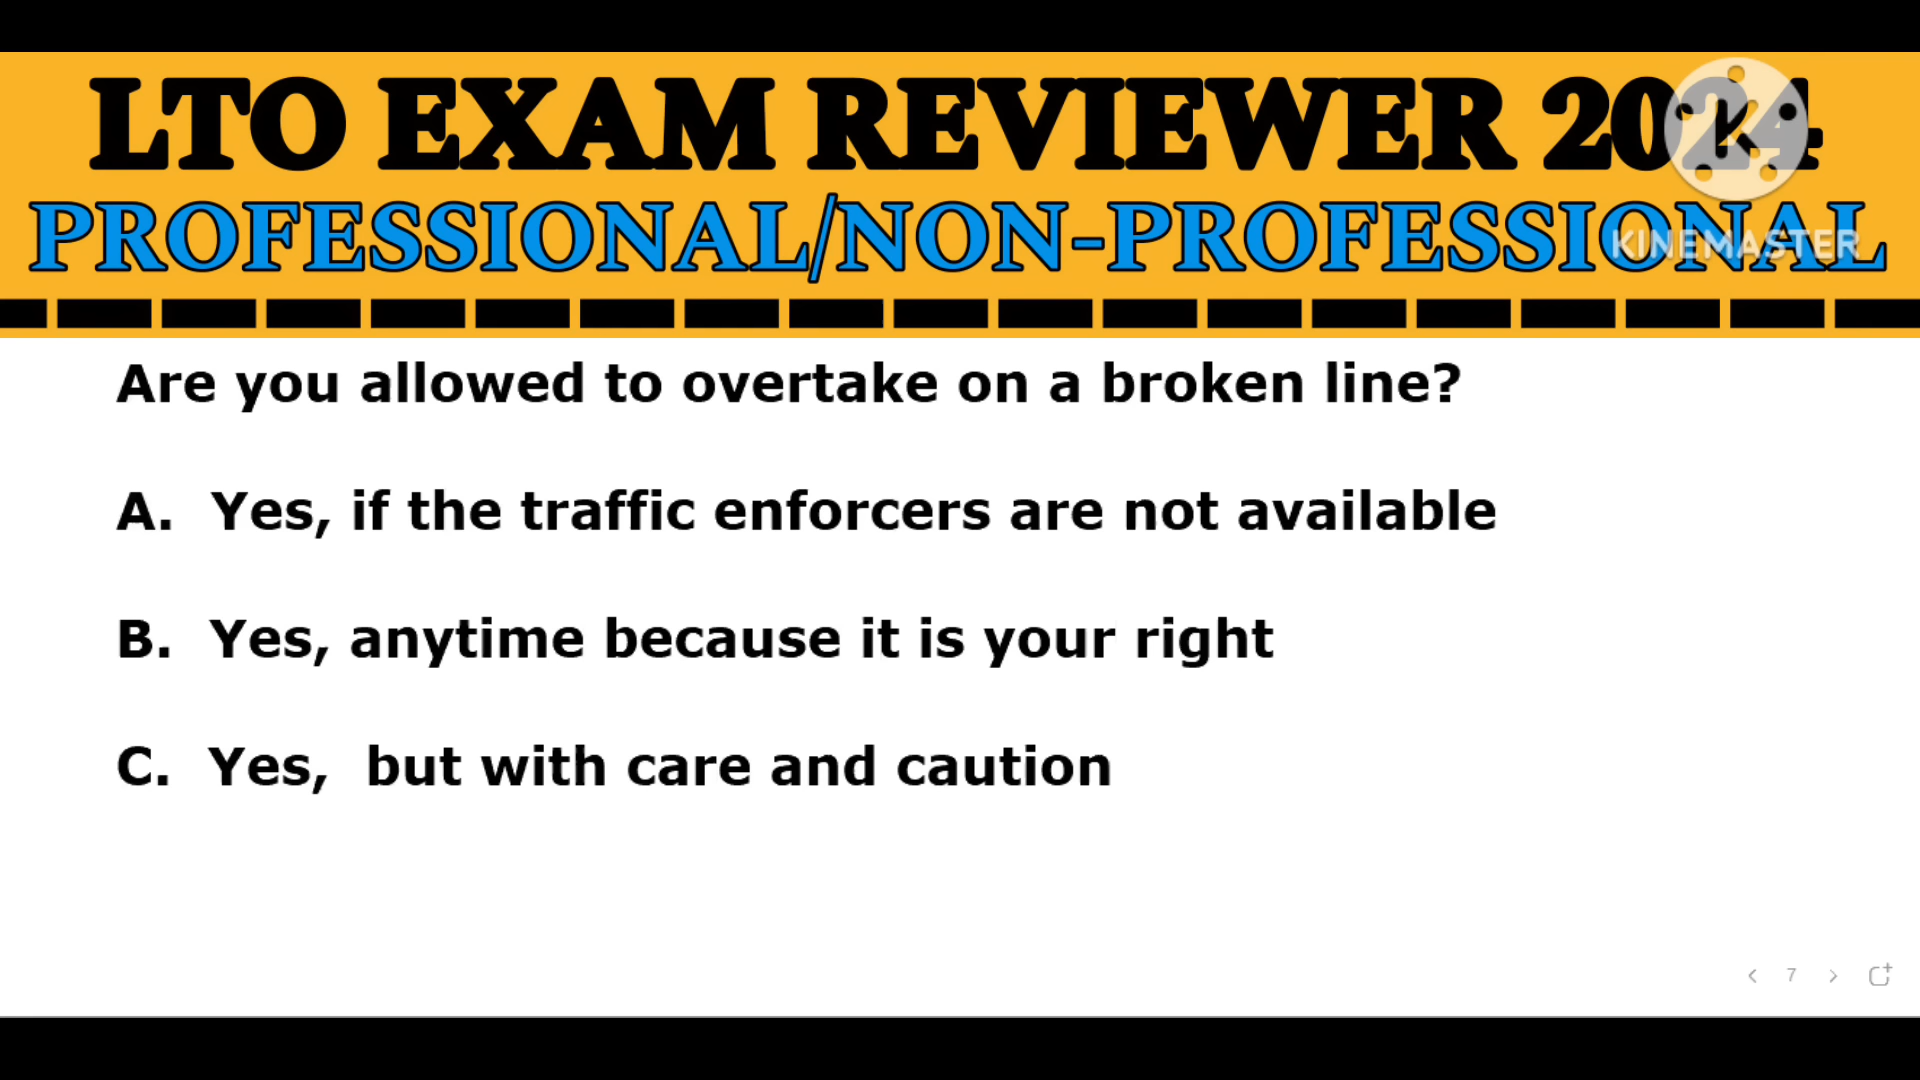 LTO EXAM REVIEWER 2024
PROFESSIONAL/NON-PROFESSIONAL
KINEMASTER
Are you allowed to overtake on a broken line?
A. Yes, if the traffic enforcers are not available
B. Yes, anytime because it is your right
C. Yes, but with care and caution
7